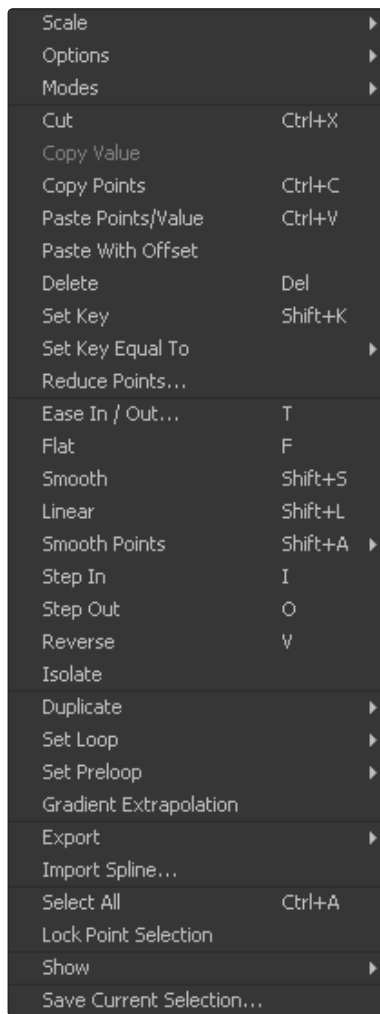 Scale
Options
Modes
Cut Ctrl+X
Copy Value
Copy Points Ctrl+C
Paste Points/Value Ctrl+V
Paste With Offset
Delete Del
Set Key Shift+K
Set Key Equal To
Reduce Points...
Ease In / Out... T
Flat F
Smooth Shift+S
Linear Shift+L
Smooth Points Shift+A
Step In I
Step Out O
Reverse V
Isolate
Duplicate
Set Loop
Set Preloop
Gradient Extrapolation
Export
Import Spline...
Select All Ctrl+A
Lock Point Selection
Show
Save Current Selection...